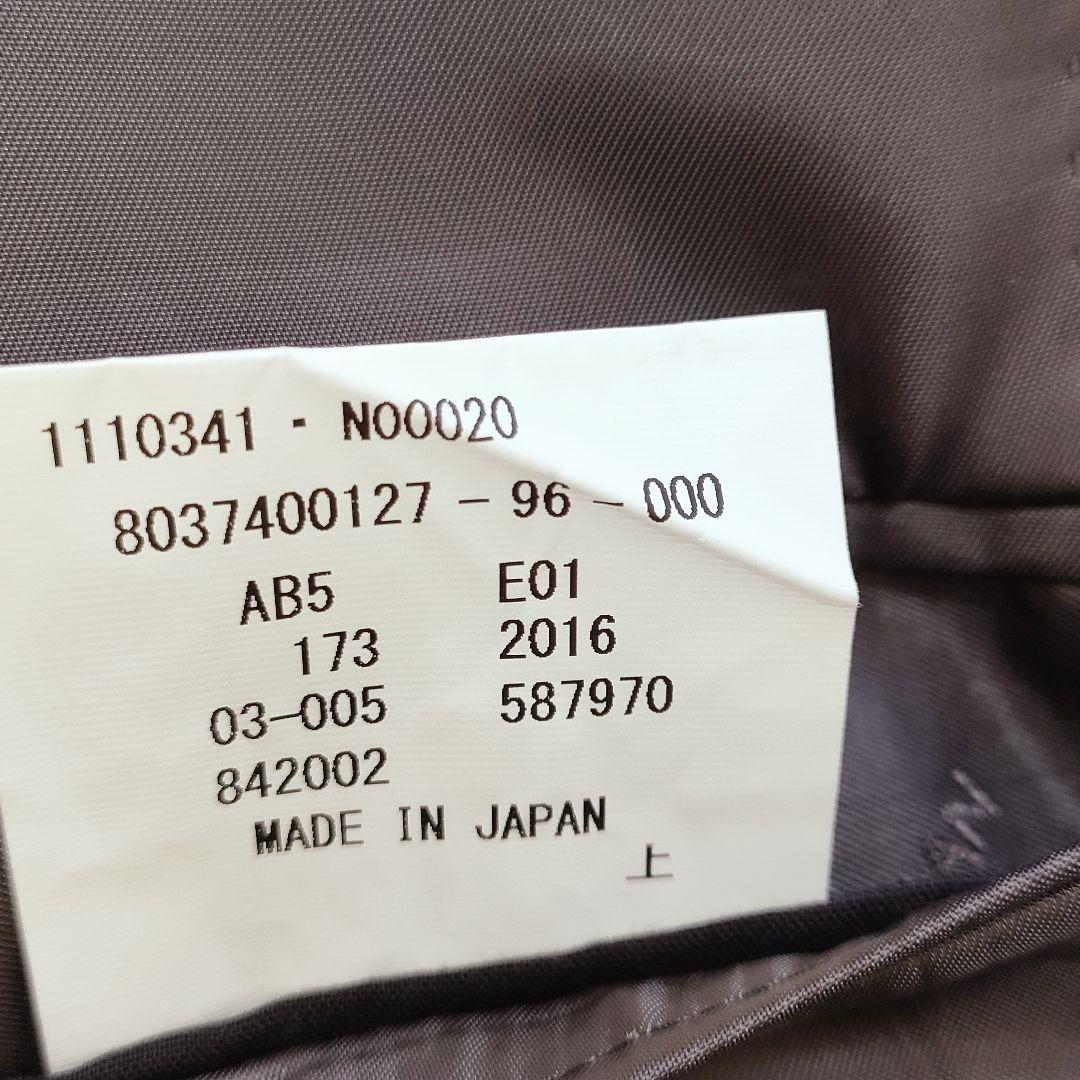 1110341 - N00020
8037400127 - 96 - 000
AB5 E01
173 2016
03-005 587970
842002
MADE IN JAPAN
上